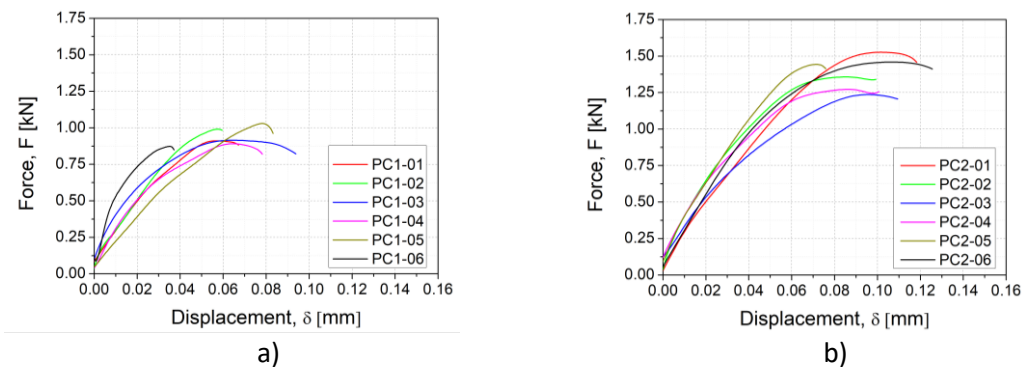 1.75
1.50
1.25
1.00
0.75
0.50
0.25
0.00
Force, F [kN]
PC1-01
PC1-02
PC1-03
PC1-04
PC1-05
PC1-06
0.00 0.02 0.04 0.06 0.08 0.10 0.12 0.14 0.16
Displacement, δ [mm]
a)
1.75
1.50
1.25
1.00
0.75
0.50
0.25
0.00
Force, F [kN]
PC2-01
PC2-02
PC2-03
PC2-04
PC2-05
PC2-06
0.00 0.02 0.04 0.06 0.08 0.10 0.12 0.14 0.16
Displacement, δ [mm]
b)